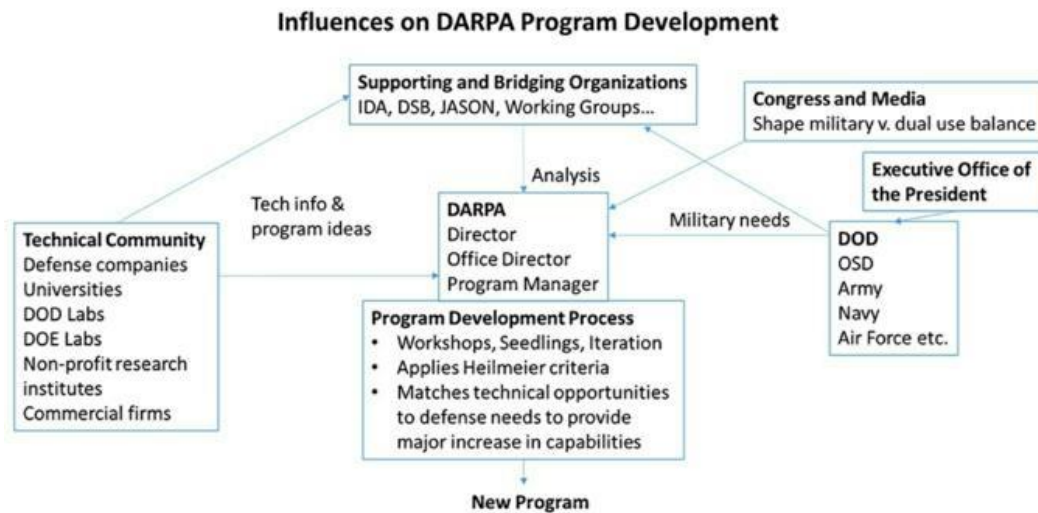 Influences on DARPA Program Development
Supporting and Bridging Organizations
IDA, DSB, JASON, Working Groups...
Congress and Media
Shape military v. dual use balance
Executive Office of
the President
Analysis
Tech info &
program ideas
Military needs
Technical Community
Defense companies
Universities
DOD Labs
DOE Labs
Non-profit research
institutes
Commercial firms
DARPA
Director
Office Director
Program Manager
DOD
OSD
Army
Navy
Air Force etc.
Program Development Process
• Workshops, Seedlings, Iteration
• Applies Heilmeier criteria
• Matches technical opportunities
to defense needs to provide
major increase in capabilities
New Program